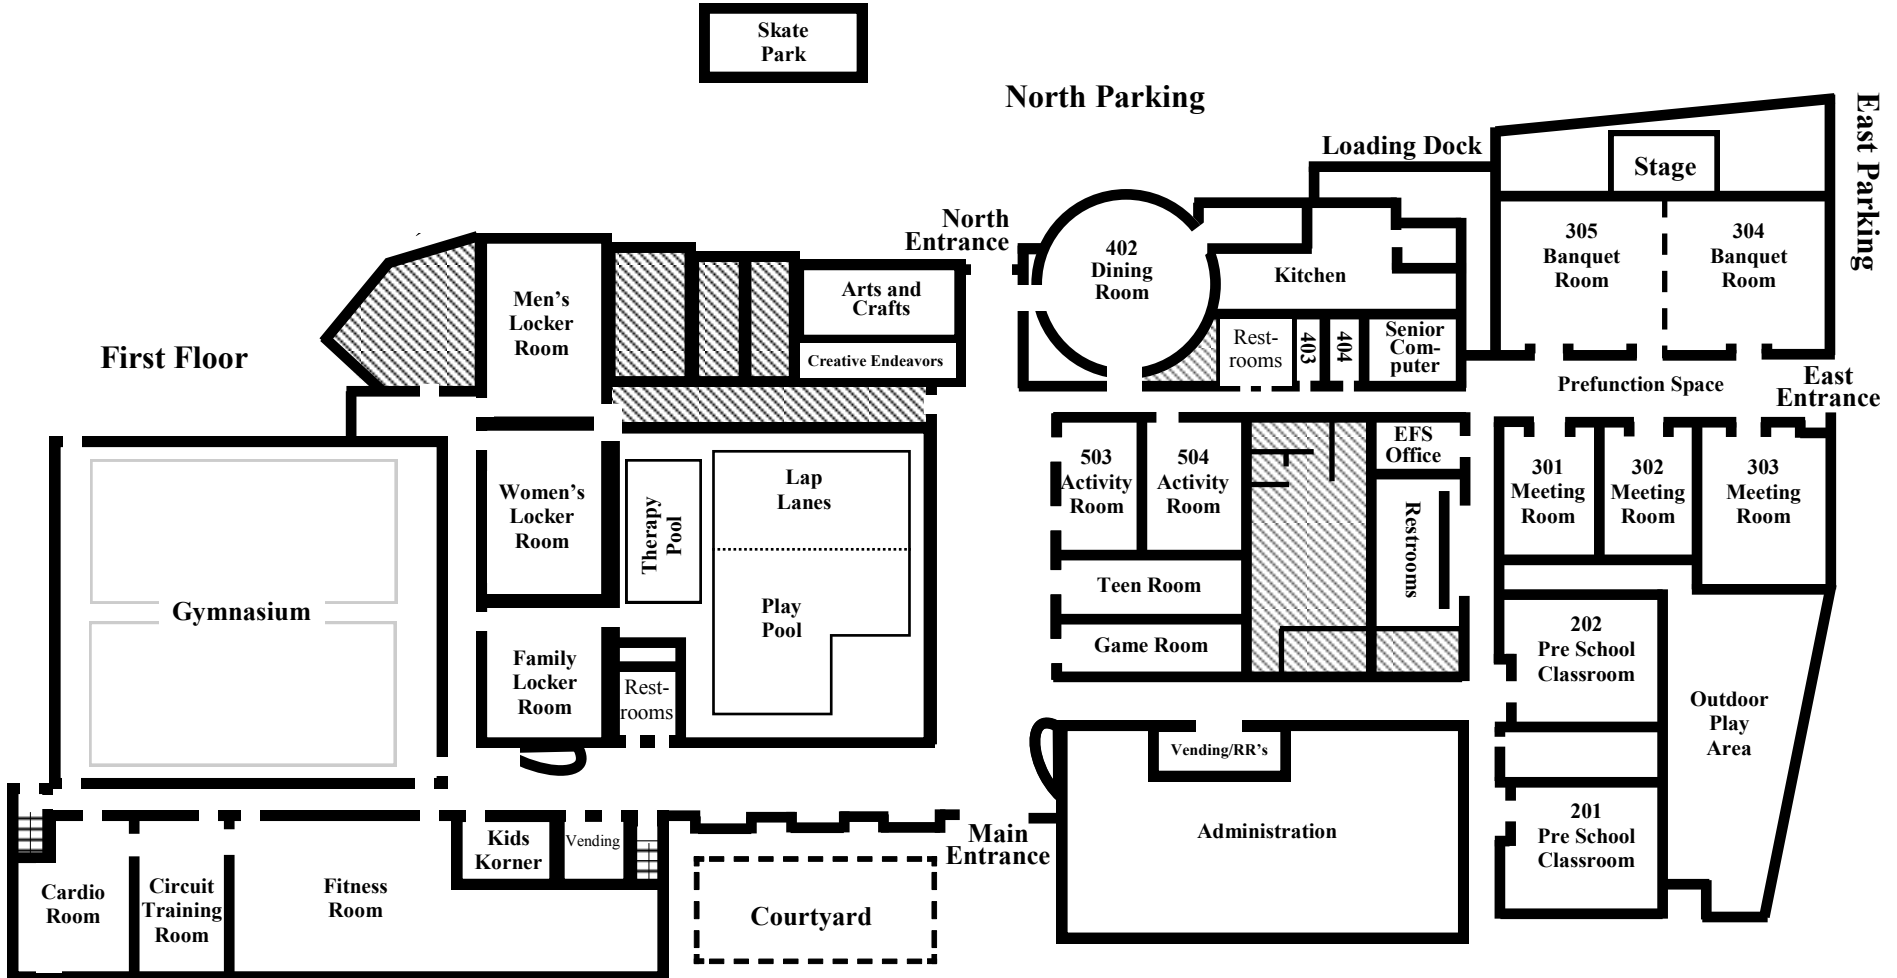 Skate
Park
North Parking
East Parking
Loading Dock
Stage
North
Entrance
402
Dining
Room
Kitchen
305
Banquet
Room
304
Banquet
Room
First Floor
Men's
Locker
Room
Arts and
Crafts
Creative Endeavors
Rest-
rooms
403
404
Senior
Com-
puter
Prefunction Space
East
Entrance
Gymnasium
Women's
Locker
Room
Therapy
Pool
Lap
Lanes
Play
Pool
503
Activity
Room
504
Activity
Room
EFS
Office
Restrooms
301
Meeting
Room
302
Meeting
Room
303
Meeting
Room
Teen Room
Game Room
Family
Locker
Room
Rest-
rooms
202
Pre School
Classroom
Outdoor
Play
Area
Vending/RR's
Administration
201
Pre School
Classroom
Main
Entrance
Kids
Korner
Vending
Cardio
Room
Circuit
Training
Room
Fitness
Room
Courtyard